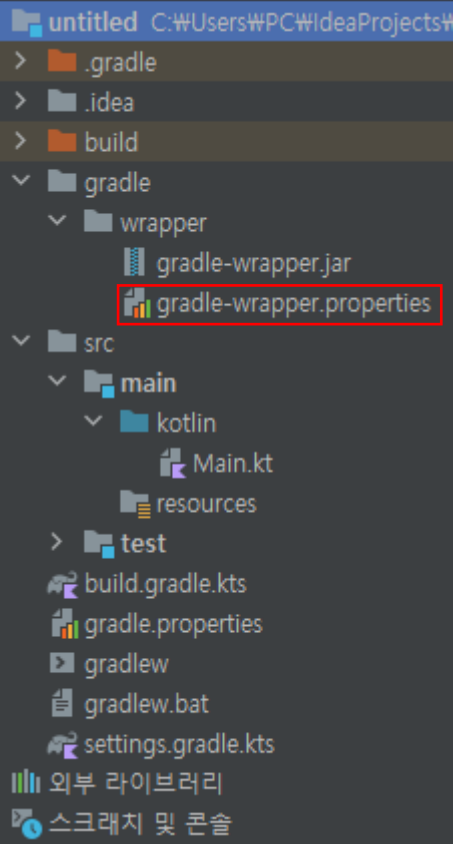 untitled C:₩Users₩PC₩IdeaProjects₩
.gradle
.idea
build
gradle
wrapper
gradle-wrapper.jar
gradle-wrapper.properties
src
main
kotlin
Main.kt
resources
test
build.gradle.kts
gradle.properties
gradlew
gradlew.bat
settings.gradle.kts
외부 라이브러리
스크래치 및 콘솔